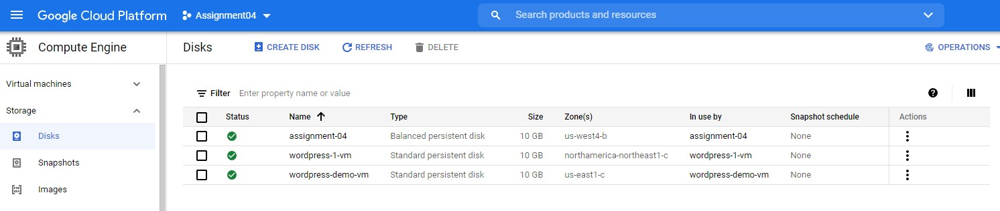 Google Cloud Platform Assignment04 Search products and resources
Compute Engine Disks CREATE DISK REFRESH DELETE OPERATIONS
Virtual machines
Filter Enter property name or value
Storage
Status Name Type Size Zone(s) In use by Snapshot schedule Actions
Disks
assignment-04 Balanced persistent disk 10 GB us-west4-b assignment-04 None
wordpress-1-vm Standard persistent disk 10 GB northamerica-northeast1-c wordpress-1-vm None
Snapshots
wordpress-demo-vm Standard persistent disk 10 GB us-east1-c wordpress-demo-vm None
Images